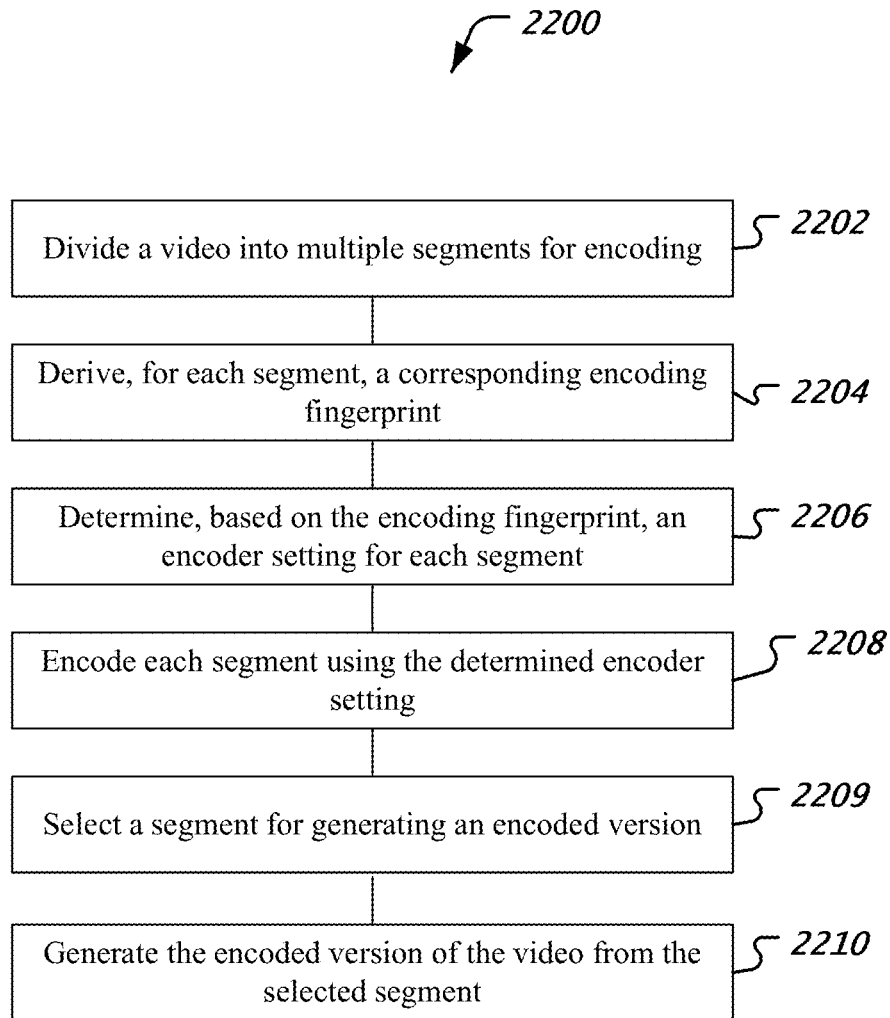 2200
Divide a video into multiple segments for encoding
2202
Derive, for each segment, a corresponding encoding
fingerprint
2204
Determine, based on the encoding fingerprint, an
encoder setting for each segment
2206
Encode each segment using the determined encoder
setting
2208
Select a segment for generating an encoded version
2209
Generate the encoded version of the video from the
selected segment
2210